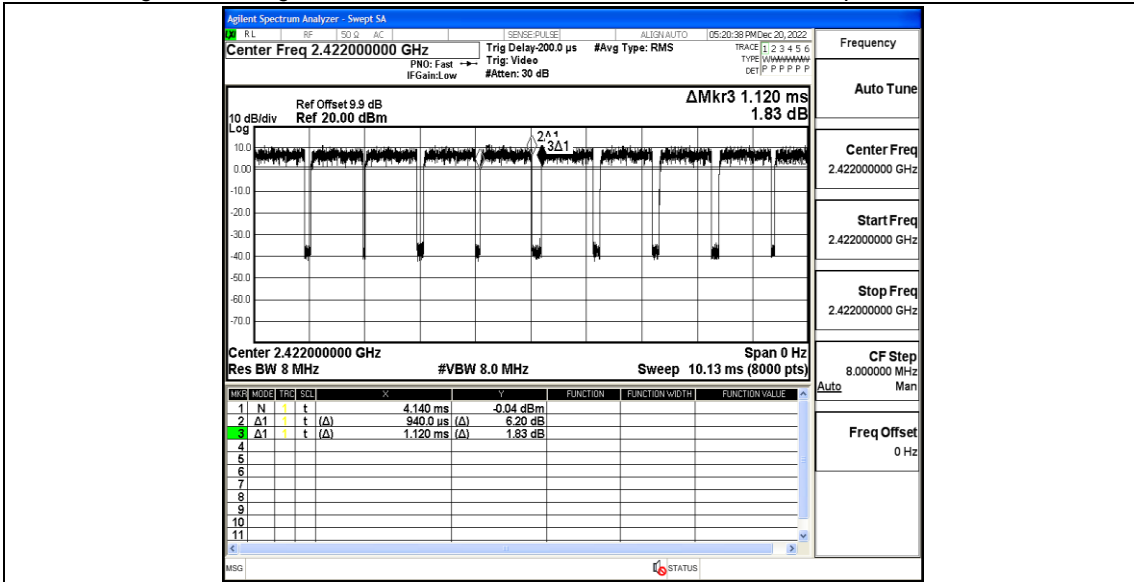 Agilent Spectrum Analyzer - Swept SA
LXI RL RF 50 Ω AC SENSE:PULSE ALIGN AUTO 05:20:38 PM Dec 20, 2022
Center Freq 2.422000000 GHz
PNO: Fast
IFGain:Low
Trig Delay-200.0 µs
Trig: Video
#Atten: 30 dB
#Avg Type: RMS
TRACE 1 2 3 4 5 6
TYPE
DET P P P P P P
Frequency
Auto Tune
Center Freq
2.422000000 GHz
Start Freq
2.422000000 GHz
Stop Freq
2.422000000 GHz
CF Step
8.000000 MHz
Auto Man
Freq Offset
0 Hz
ΔMkr3 1.120 ms
1.83 dB
Ref Offset 9.9 dB
10 dB/div Ref 20.00 dBm
Log
10.0
0.00
-10.0
-20.0
-30.0
-40.0
-50.0
-60.0
-70.0
2Δ1
3Δ1
Center 2.422000000 GHz Span 0 Hz
Res BW 8 MHz #VBW 8.0 MHz Sweep 10.13 ms (8000 pts)
MKR MODE TRC SCL X Y FUNCTION FUNCTION WIDTH FUNCTION VALUE
1 N 1 t 4.140 ms -0.04 dBm
2 Δ1 1 t (Δ) 940.0 µs (Δ) 6.20 dB
3 Δ1 1 t (Δ) 1.120 ms (Δ) 1.83 dB
4
5
6
7
8
9
10
11
MSG STATUS